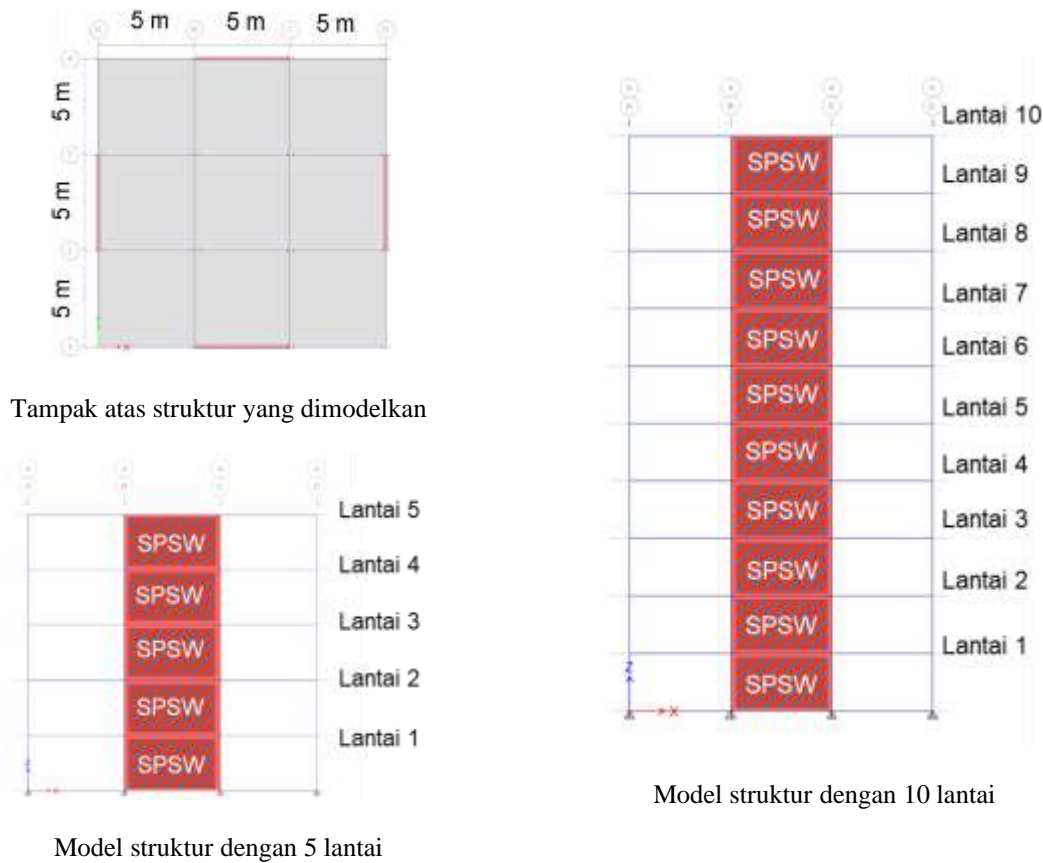 5 m
5 m
5 m
5 m
5 m
5 m
Tampak atas struktur yang dimodelkan
Lantai 5
SPSW
Lantai 4
SPSW
Lantai 3
SPSW
Lantai 2
SPSW
Lantai 1
SPSW
Model struktur dengan 5 lantai
Lantai 10
SPSW
Lantai 9
SPSW
Lantai 8
SPSW
Lantai 7
SPSW
Lantai 6
SPSW
Lantai 5
SPSW
Lantai 4
SPSW
Lantai 3
SPSW
Lantai 2
SPSW
Lantai 1
Z
SPSW
X
Model struktur dengan 10 lantai